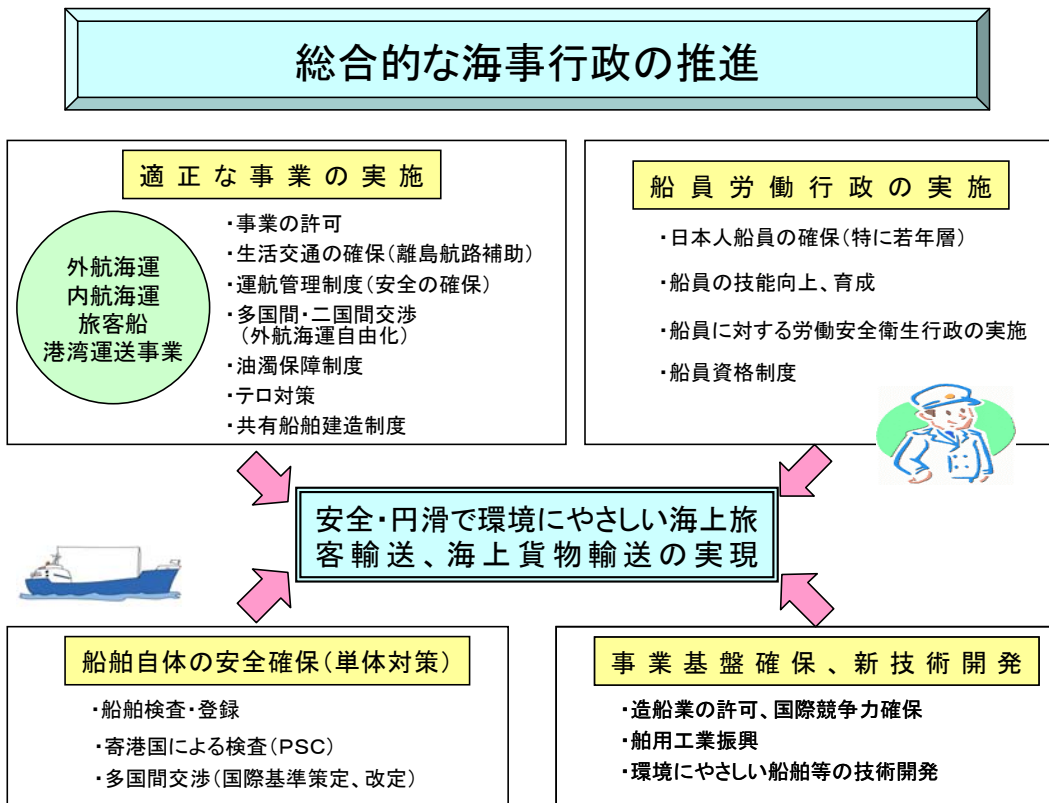 総合的な海事行政の推進
適正な事業の実施
外航海運
内航海運
旅客船
港湾運送事業
・事業の許可
・生活交通の確保(離島航路補助)
・運航管理制度(安全の確保)
・多国間・二国間交渉
(外航海運自由化)
・油濁保障制度
・テロ対策
・共有船舶建造制度
船員労働行政の実施
・日本人船員の確保(特に若年層)
・船員の技能向上、育成
・船員に対する労働安全衛生行政の実施
・船員資格制度
安全・円滑で環境にやさしい海上旅
客輸送、海上貨物輸送の実現
船舶自体の安全確保(単体対策)
・船舶検査・登録
・寄港国による検査(PSC)
・多国間交渉(国際基準策定、改定)
事業基盤確保、新技術開発
・造船業の許可、国際競争力確保
・舶用工業振興
・環境にやさしい船舶等の技術開発